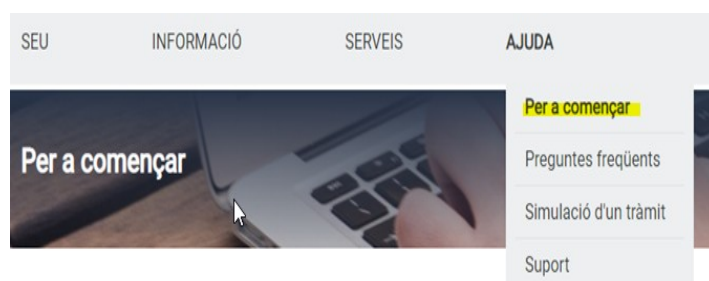 SEU INFORMACIÓ SERVEIS AJUDA
Per a començar
Per a començar
Preguntes freqüents
Simulació d'un tràmit
Suport